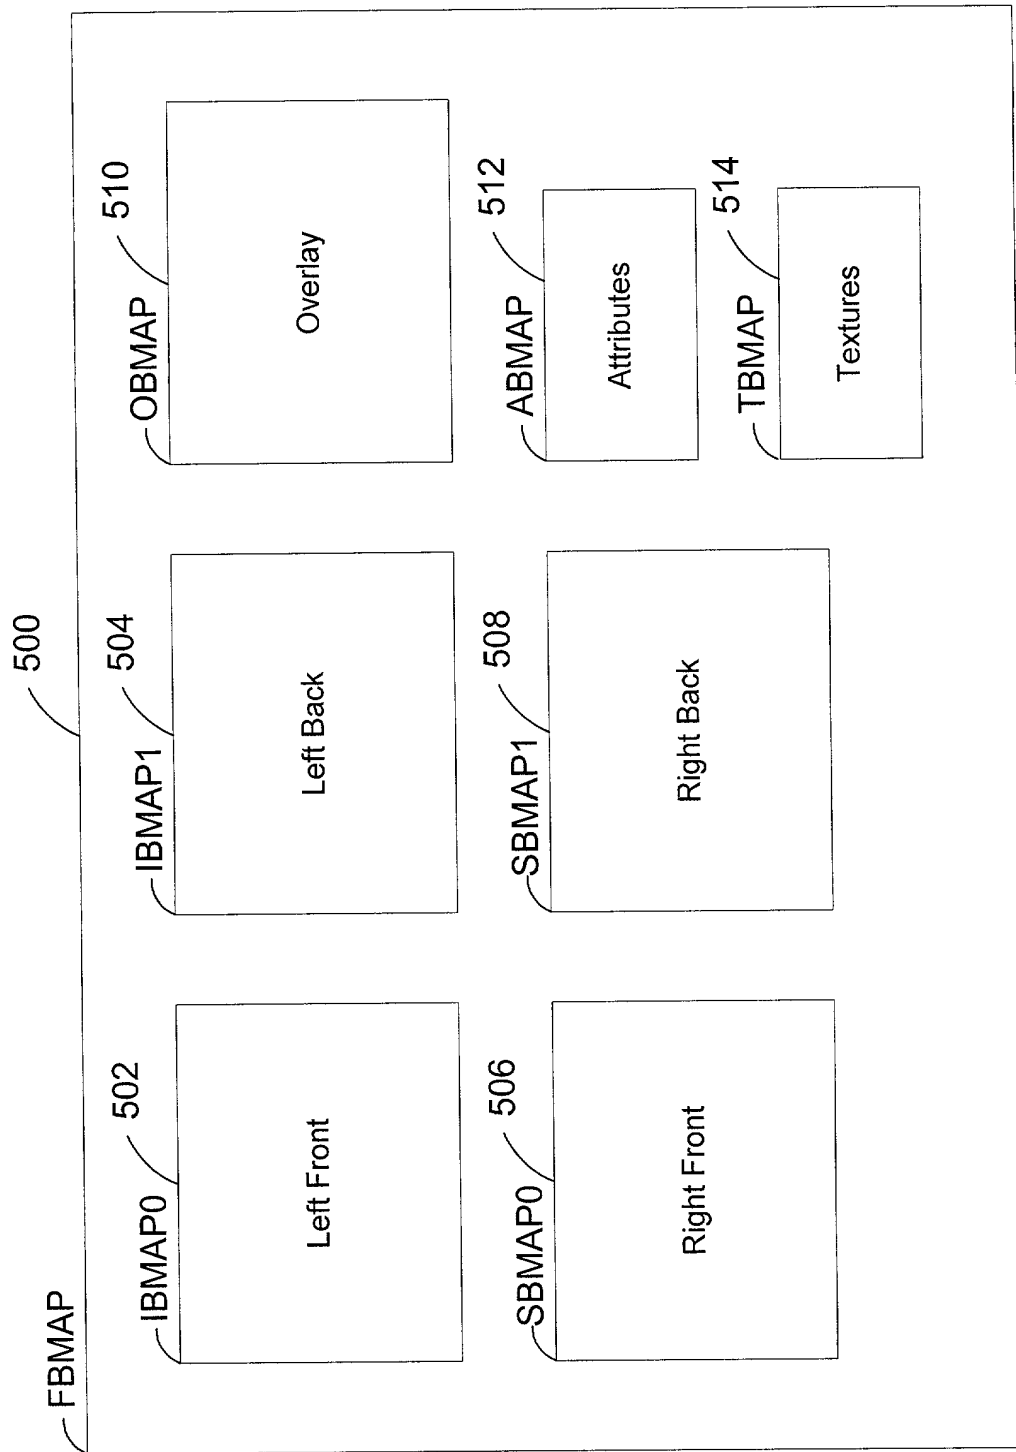 FBMAP
500
IBMAP0
502
Left Front
IBMAP1
504
Left Back
OBMAP
510
Overlay
SBMAP0
506
Right Front
SBMAP1
508
Right Back
ABMAP
512
Attributes
TBMAP
514
Textures